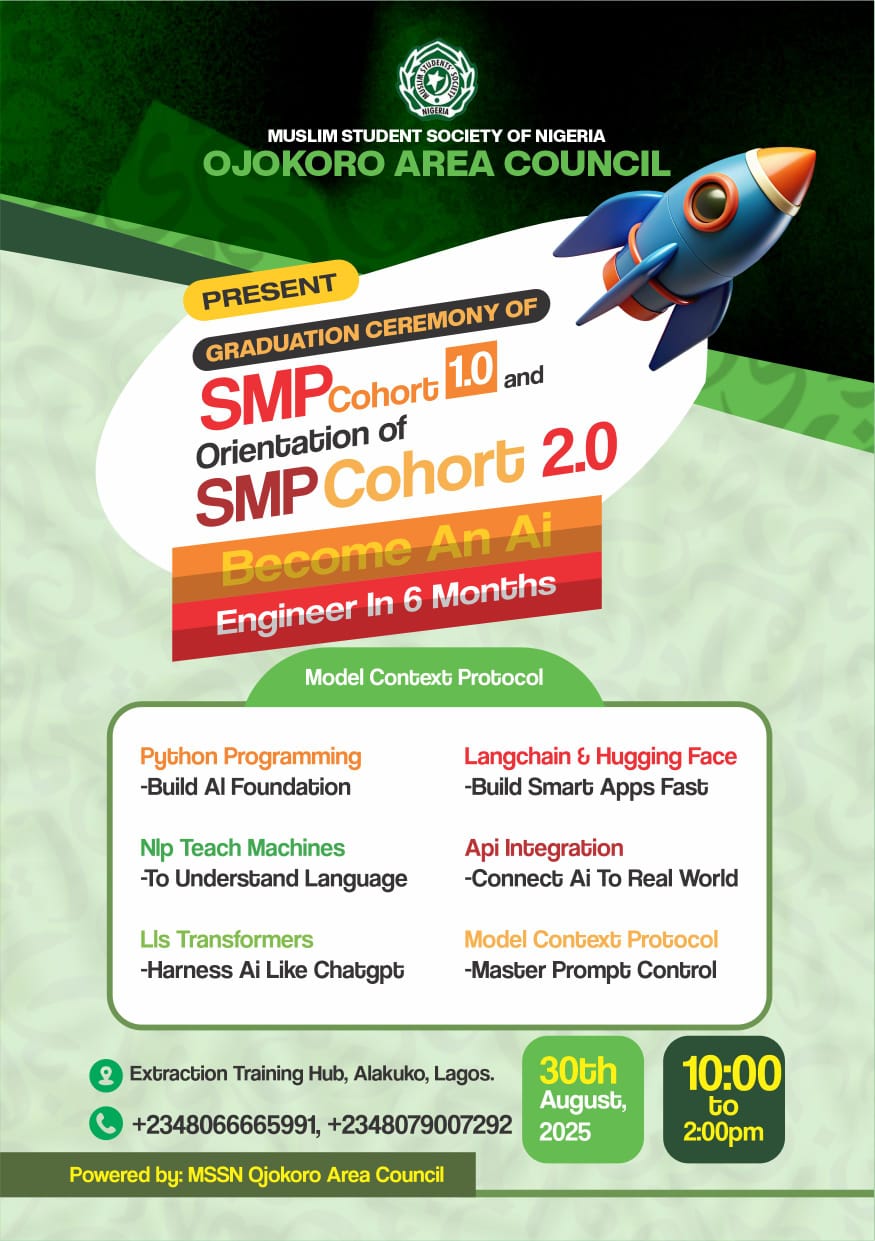 MUSLIM STUDENTS' SOCIETY
NIGERIA
MUSLIM STUDENT SOCIETY OF NIGERIA
OJOKORO AREA COUNCIL
PRESENT
GRADUATION CEREMONY OF
SMP Cohort 1.0 and
Orientation of
SMP Cohort 2.0
Become An Ai
Engineer In 6 Months
Model Context Protocol
Python Programming
-Build AI Foundation
Nlp Teach Machines
-To Understand Language
Lls Transformers
-Harness Ai Like Chatgpt
Langchain & Hugging Face
-Build Smart Apps Fast
Api Integration
-Connect Ai To Real World
Model Context Protocol
-Master Prompt Control
Extraction Training Hub, Alakuko, Lagos.
+2348066665991, +2348079007292
30th
August,
2025
10:00
to
2:00pm
Powered by: MSSN Ojokoro Area Council